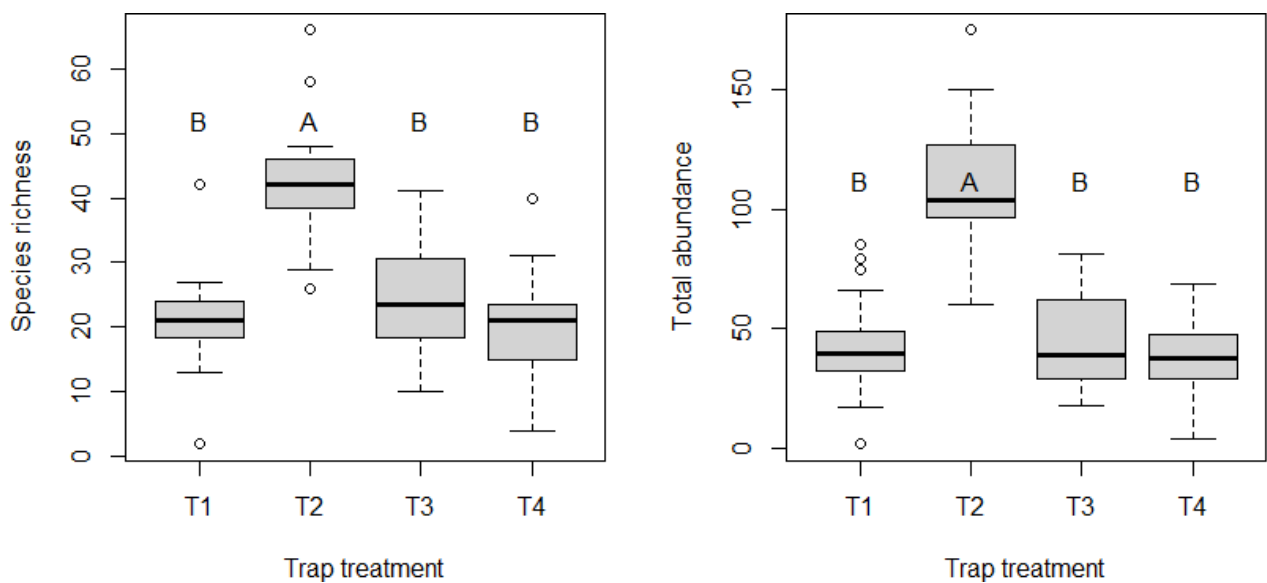 Species richness
60
50
40
30
20
10
0
B A B B
T1 T2 T3 T4
Trap treatment
Total abundance
150
100
50
0
B A B B
T1 T2 T3 T4
Trap treatment